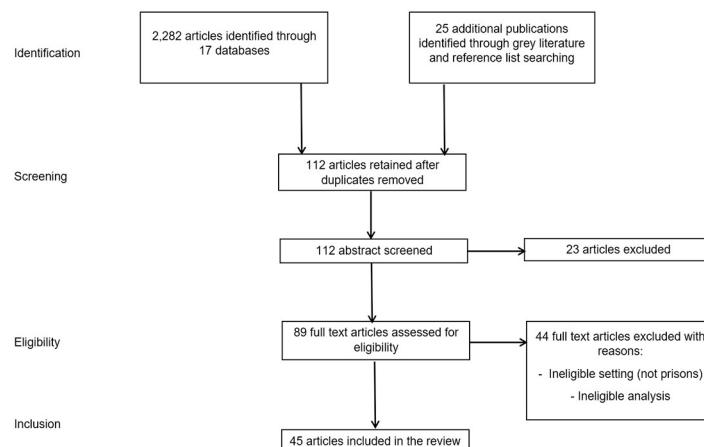 Identification
2,282 articles identified through
17 databases
25 additional publications
identified through grey literature
and reference list searching
Screening
112 articles retained after
duplicates removed
112 abstract screened
23 articles excluded
Eligibility
89 full text articles assessed for
eligibility
44 full text articles excluded with
reasons:
- Ineligible setting (not prisons)
- Ineligible analysis
Inclusion
45 articles included in the review